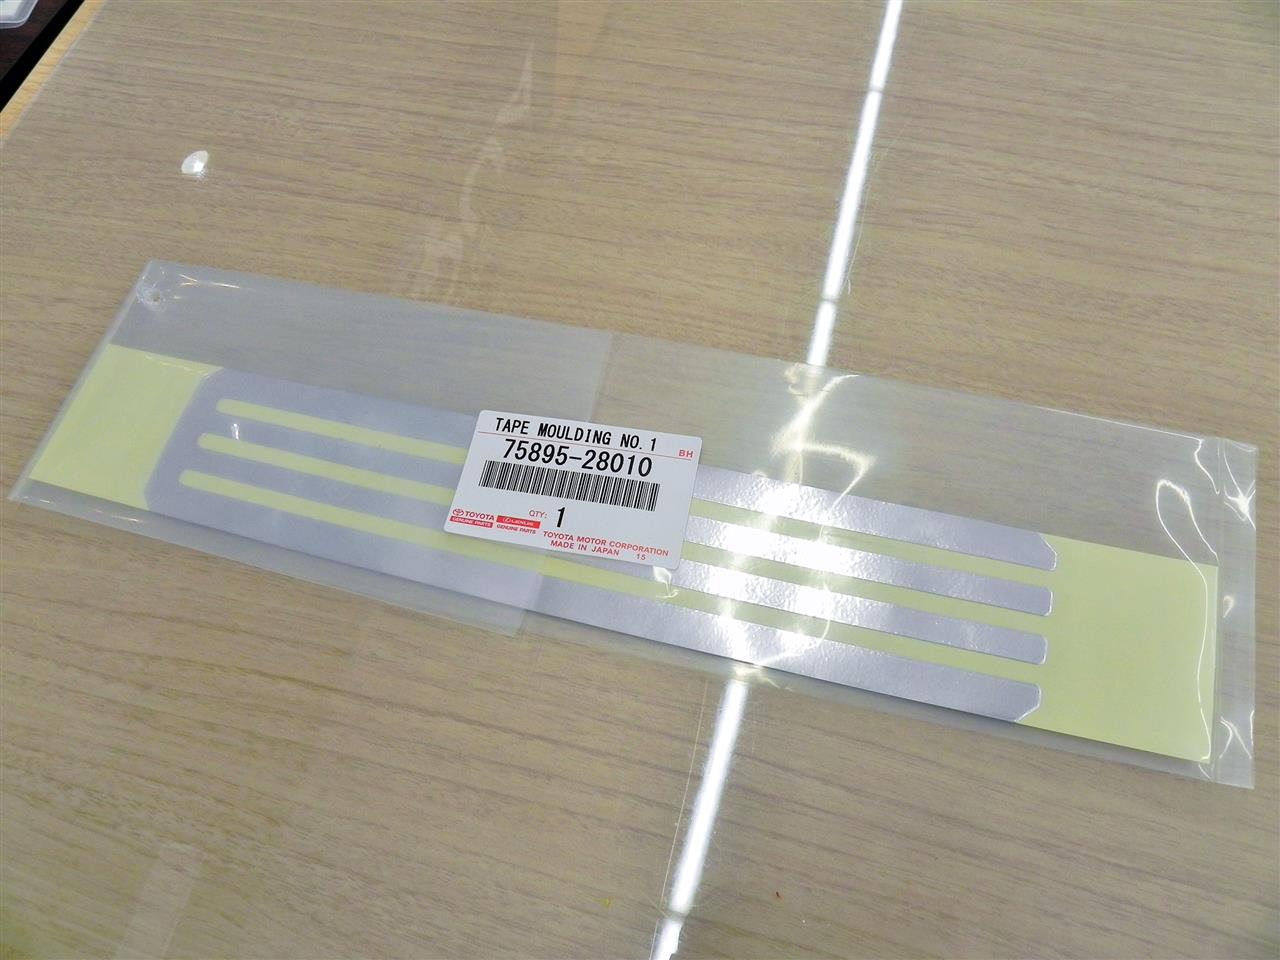 TAPE MOULDING NO.1
BH
75895-28010
QTY: 1
TOYOTA
GENUINE PARTS
LEXUS
GENUINE PARTS
TOYOTA MOTOR CORPORATION
MADE IN JAPAN 15